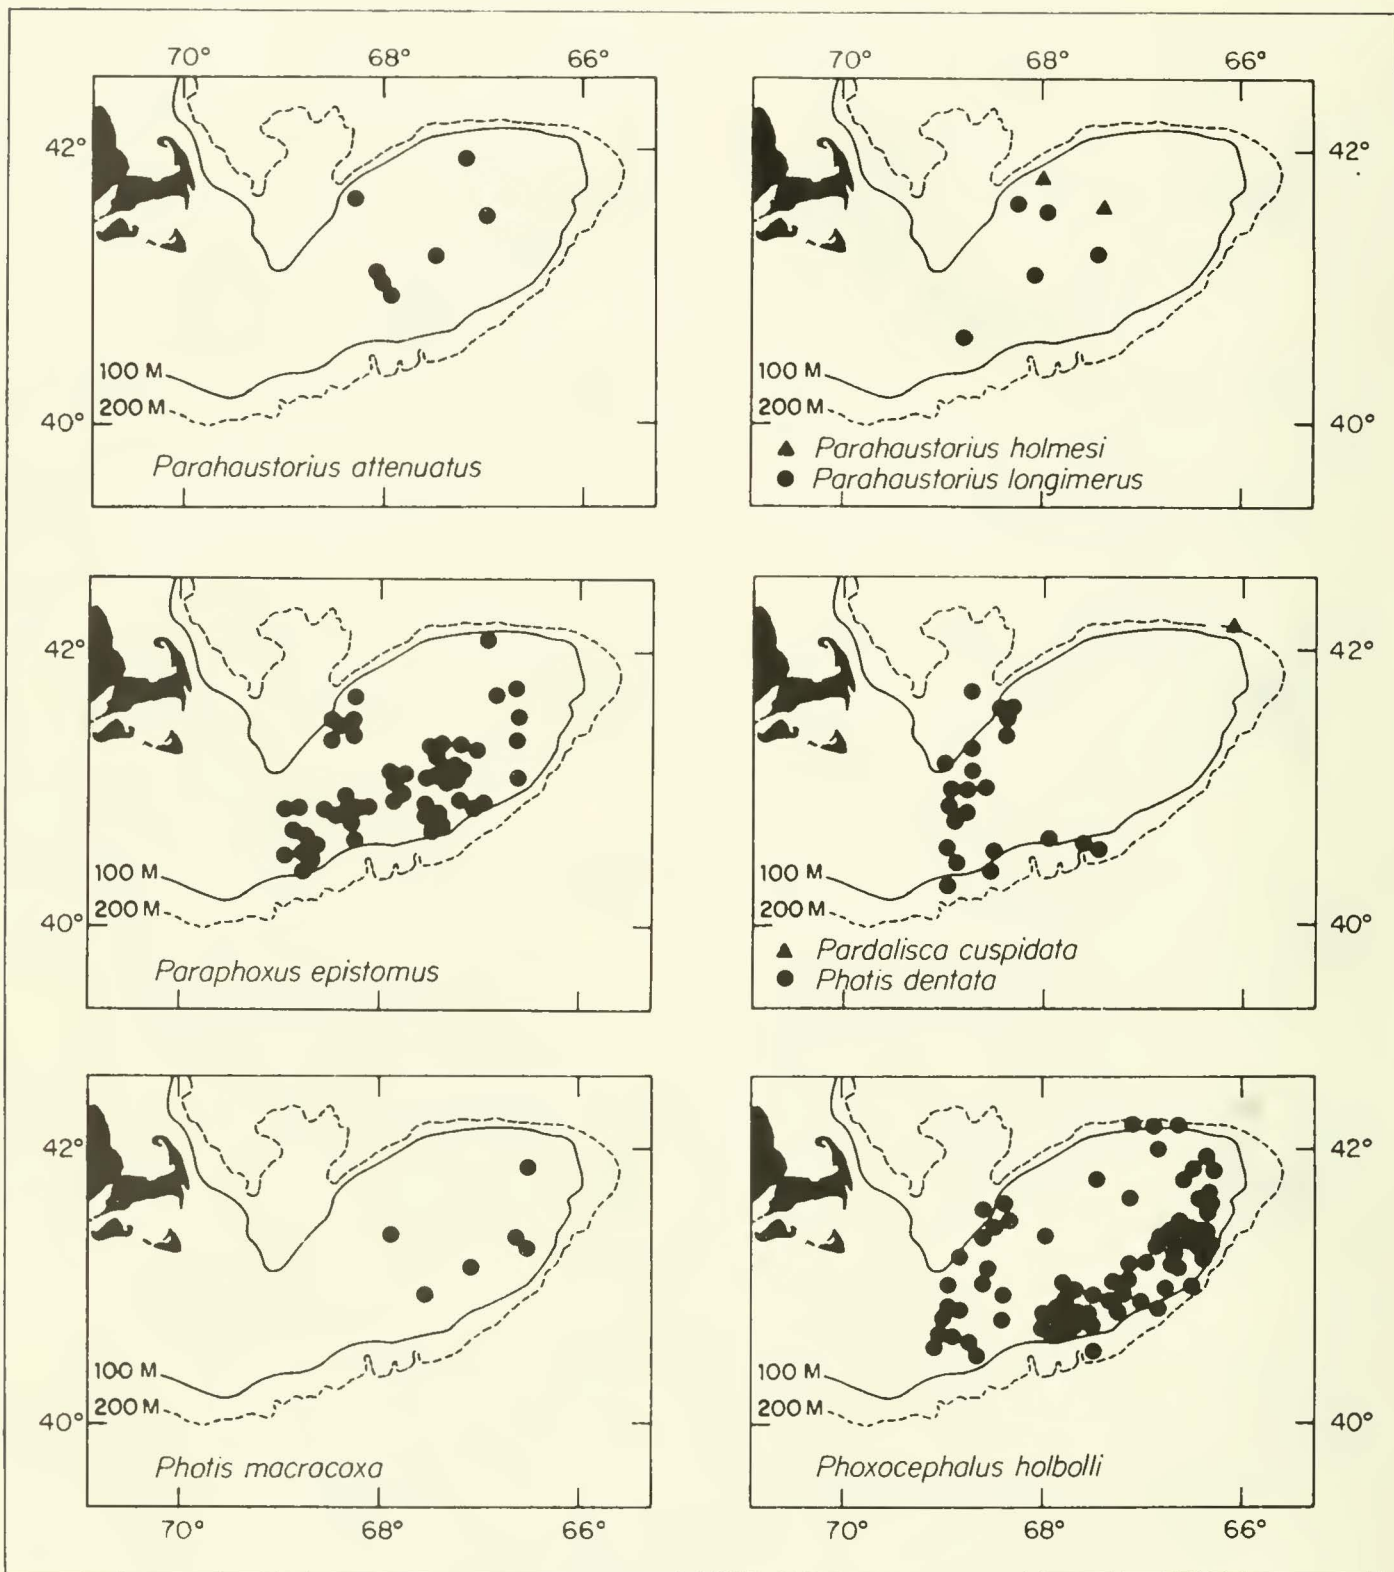 70° 68° 66°
70° 68° 66°
42°
42°
100 M
200 M
40°
Parahaustorius attenuatus
100 M
200 M
40°
▲ Parahaustorius holmesi
● Parahaustorius longimerus
42°
42°
100 M
200 M
40°
Paraphoxus epistomus
100 M
200 M
40°
▲ Pardalisca cuspidata
● Photis dentata
42°
42°
100 M
200 M
40°
Photis macracoxa
100 M
200 M
40°
Phoxocephalus holbolli
70° 68° 66°
70° 68° 66°